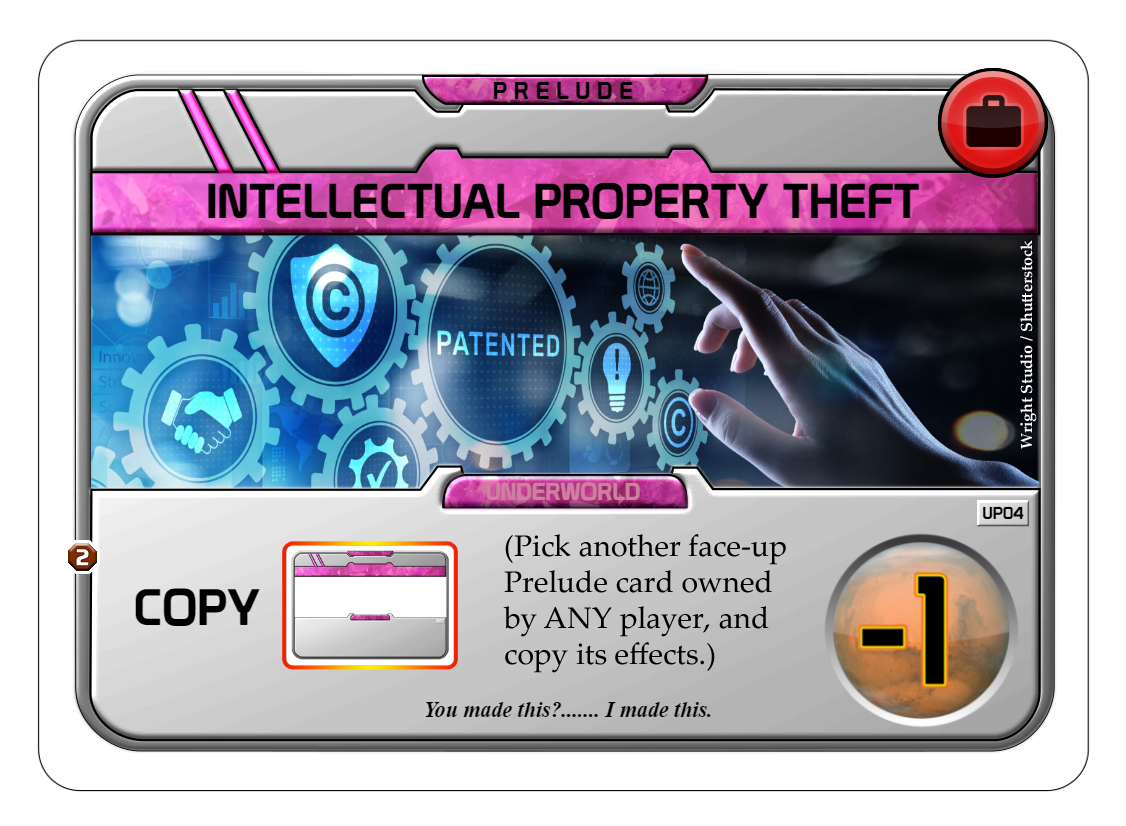 PRELUDE
INTELLECTUAL PROPERTY THEFT
PATENTED
Innov
Wright Studio / Shutterstock
UNDERWORLD
UP04
2
COPY
(Pick another face-up
Prelude card owned
by ANY player, and
copy its effects.)
-1
You made this?....... I made this.